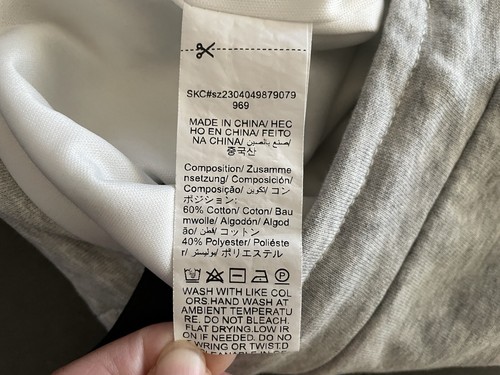 SKC#sz2304049879079
969
MADE IN CHINA/ HEC
HO EN CHINA/ FEITO
NA CHINA/ صنع بالصين/
중국산
Composition/ Zusamme
nsetzung/ Composición/
Composição/ تكوين/ コン
ポジション:
60% Cotton/ Coton/ Bau
mwolle/ Algodón/ Algod
ão/ قطن/ コットン
40% Polyester/ Poliéste
r/ بوليستر/ ポリエステル
WASH WITH LIKE COL
ORS.HAND WASH AT
AMBIENT TEMPERATU
RE. DO NOT BLEACH.
FLAT DRYING.LOW IR
ON IF NEEDED. DO NO
WRING OR TWIST.D